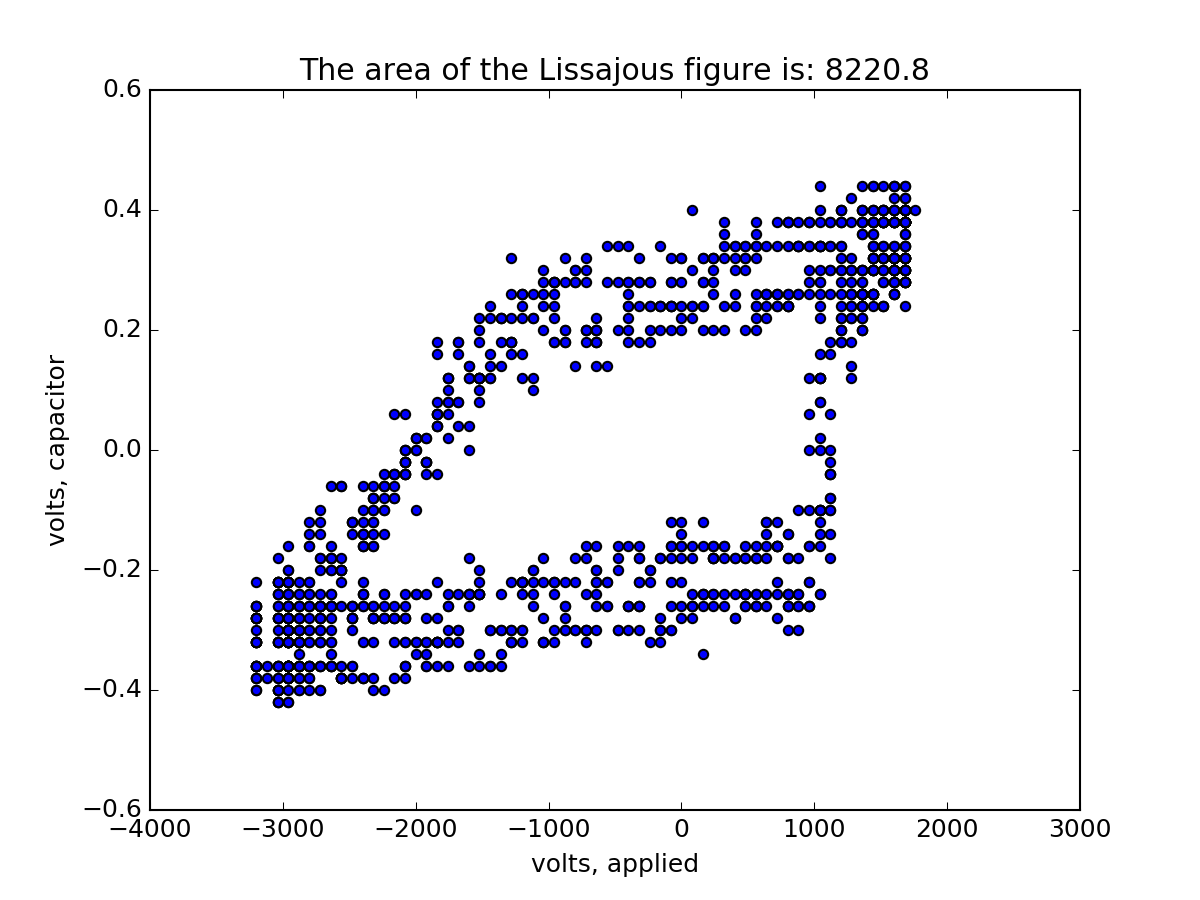 The area of the Lissajous figure is: 8220.8
0.6
0.4
0.2
0.0
−0.2
−0.4
−0.6
−4000 −3000 −2000 −1000 0 1000 2000 3000
volts, capacitor
volts, applied